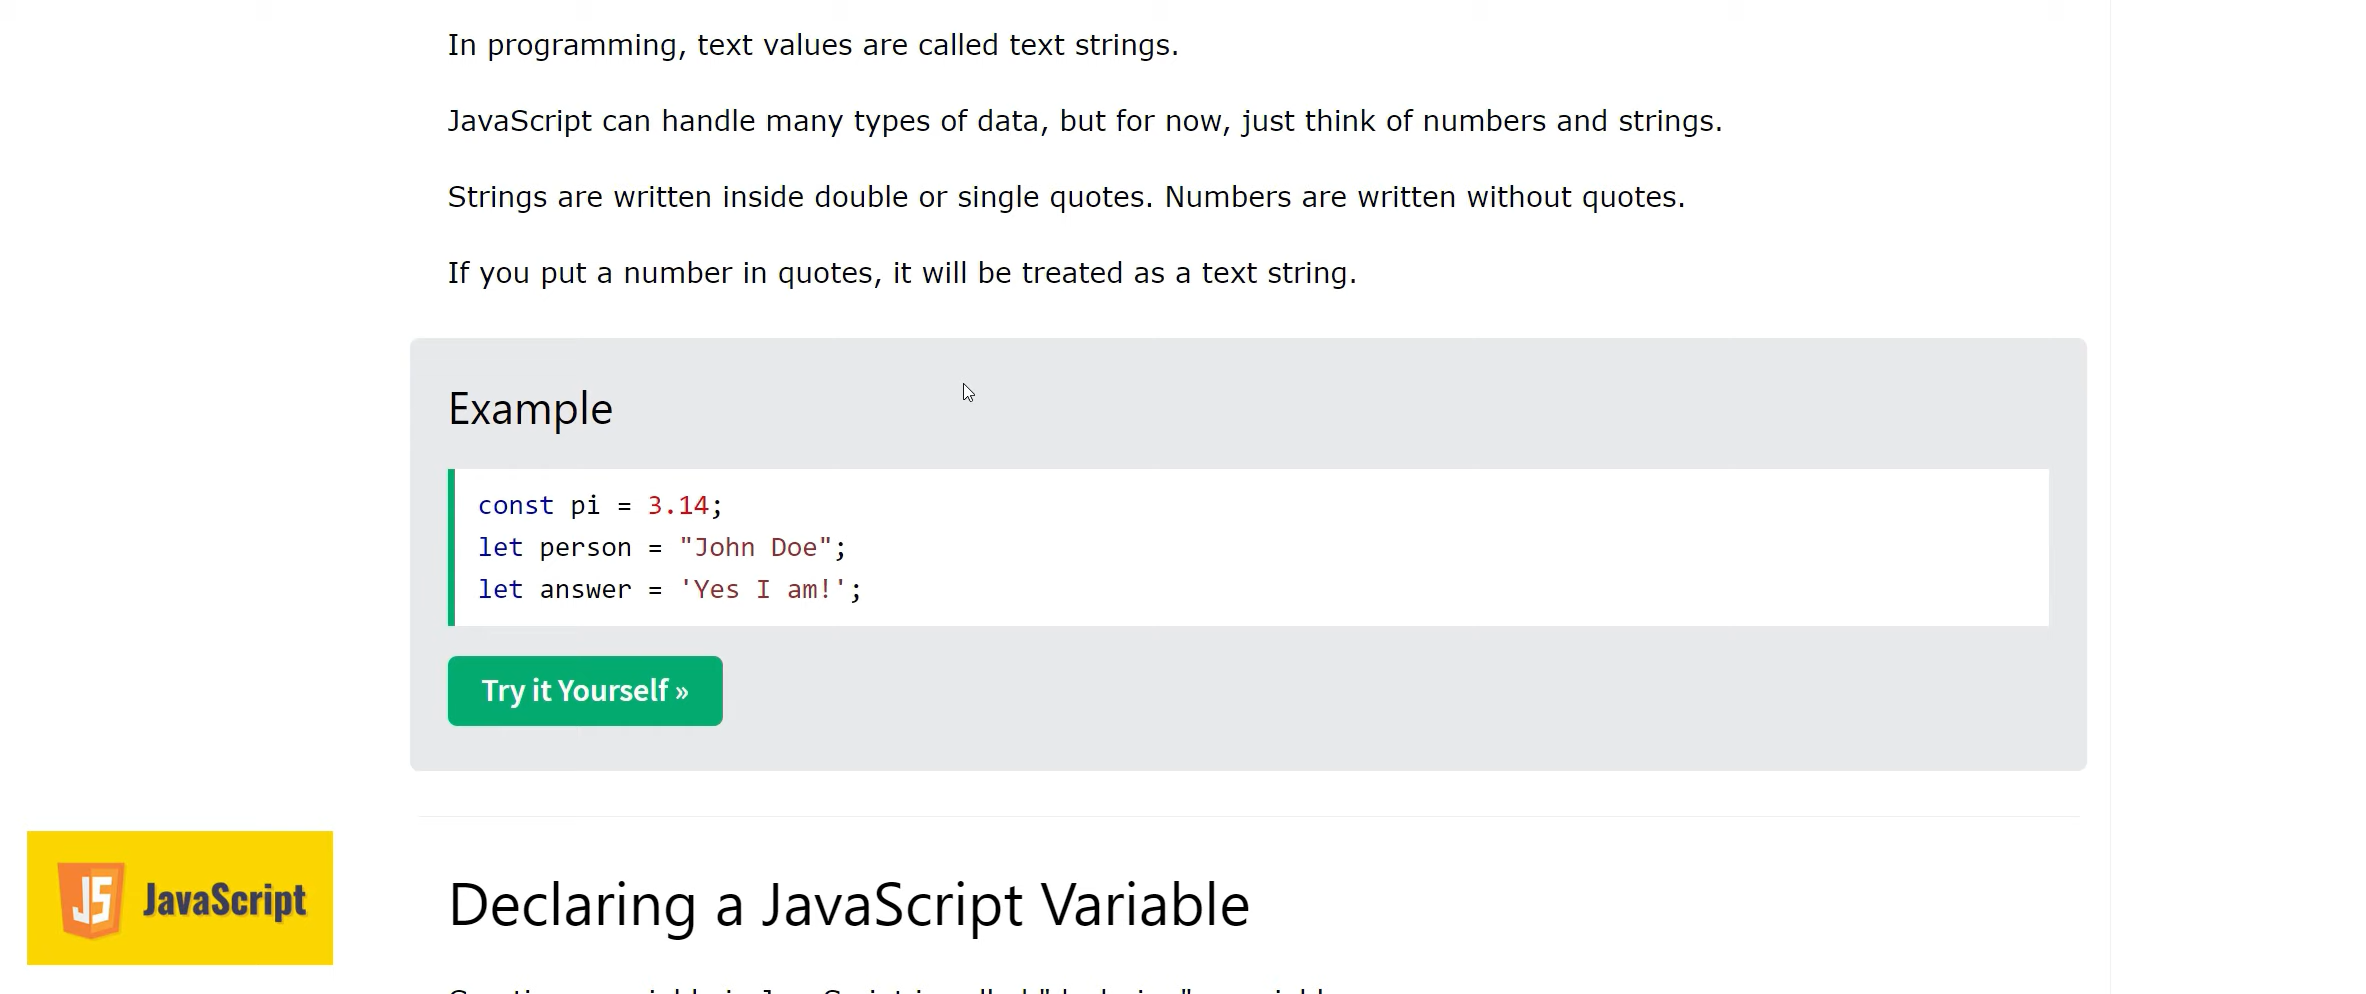 In programming, text values are called text strings.
JavaScript can handle many types of data, but for now, just think of numbers and strings.
Strings are written inside double or single quotes. Numbers are written without quotes.
If you put a number in quotes, it will be treated as a text string.
Example
const pi = 3.14;
let person = "John Doe";
let answer = 'Yes I am!';
Try it Yourself »
JS JavaScript
Declaring a JavaScript Variable